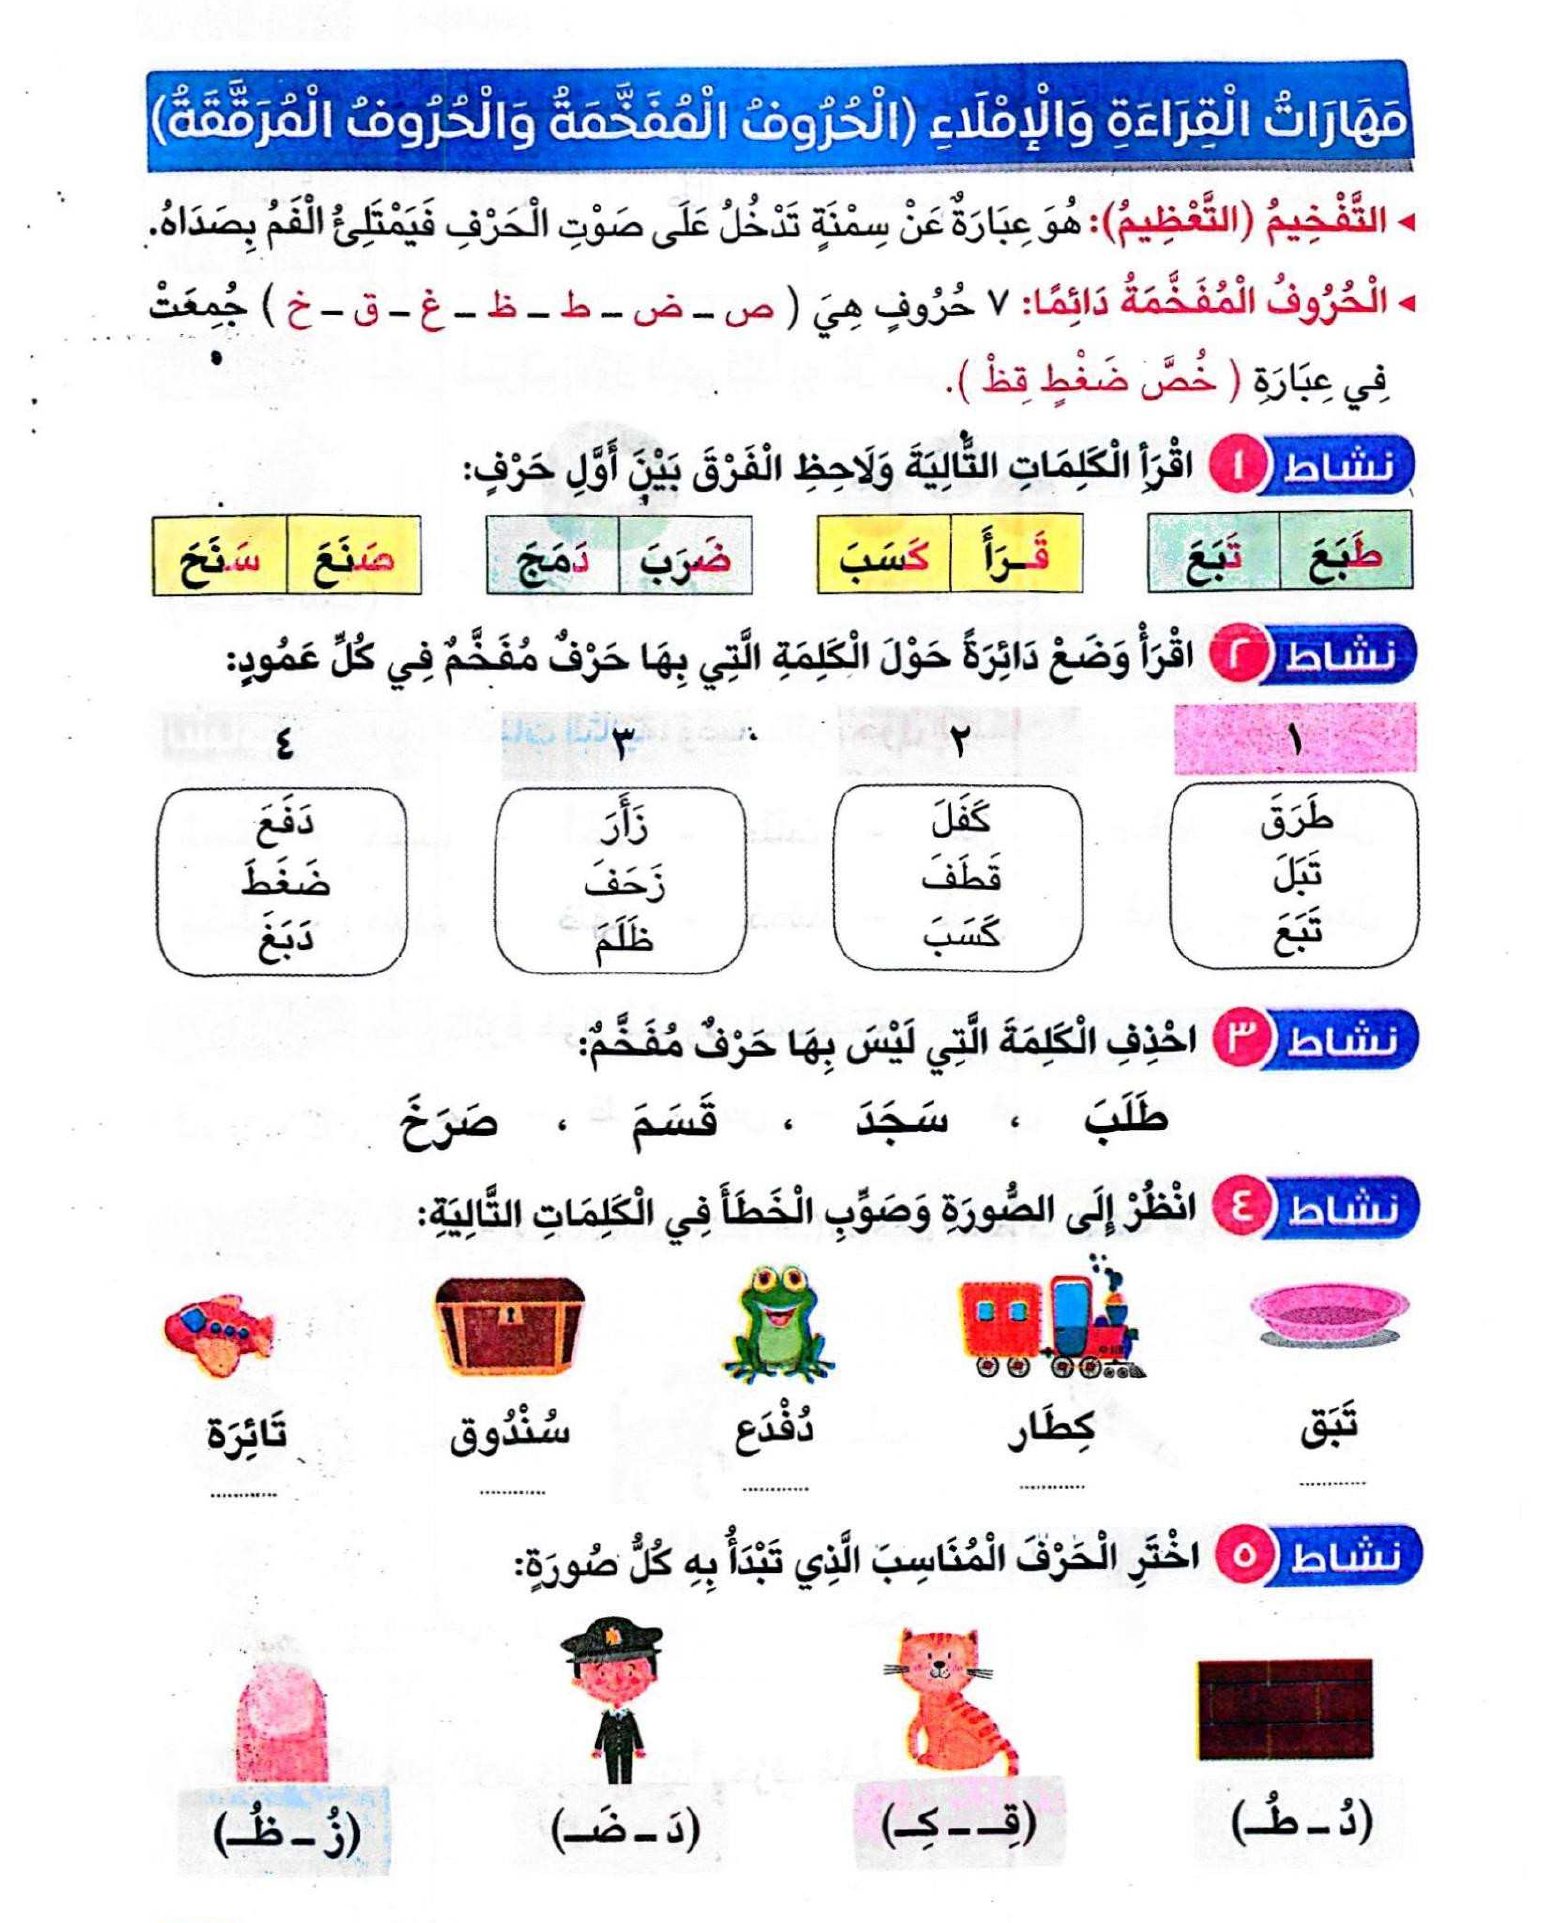 مَهَارَاتُ الْقِرَاءَةِ وَالْإِمْلَاءِ (الْحُرُوفُ الْمُفَخَّمَةُ وَالْحُرُوفُ الْمُرَقَّقَةُ)
◂ التَّفْخِيمُ (التَّعْظِيمُ): هُوَ عِبَارَةٌ عَنْ سِمْنَةٍ تَدْخُلُ عَلَى صَوْتِ الْحَرْفِ فَيَمْتَلِئُ الْفَمُ بِصَدَاهُ.
◂ الْحُرُوفُ الْمُفَخَّمَةُ دَائِمًا: ٧ حُرُوفٍ هِيَ ( ص – ض – ط – ظ – غ – ق – خ ) جُمِعَتْ
فِي عِبَارَةِ ( خُصَّ ضَغْطٍ قِظْ ).
نشاط ١ اقْرَأِ الْكَلِمَاتِ التَّالِيَةَ وَلَاحِظِ الْفَرْقَ بَيْنَ أَوَّلِ حَرْفٍ:
طَبَعَ تَبَعَ قَـرَأَ كَسَبَ ضَرَبَ دَمَجَ صَنَعَ سَنَحَ
نشاط ٢ اقْرَأْ وَضَعْ دَائِرَةً حَوْلَ الْكَلِمَةِ الَّتِي بِهَا حَرْفٌ مُفَخَّمٌ فِي كُلِّ عَمُودٍ:
١ ٢ ٣ ٤
طَرَقَ كَفَلَ زَأَرَ دَفَعَ
تَبَلَ قَطَفَ زَحَفَ ضَغَطَ
تَبَعَ كَسَبَ ظَلَمَ دَبَغَ
نشاط ٣ احْذِفِ الْكَلِمَةَ الَّتِي لَيْسَ بِهَا حَرْفٌ مُفَخَّمٌ:
طَلَبَ ، سَجَدَ ، قَسَمَ ، صَرَخَ
نشاط ٤ انْظُرْ إِلَى الصُّورَةِ وَصَوِّبِ الْخَطَأَ فِي الْكَلِمَاتِ التَّالِيَةِ:
تَبَق كِطَار دُفْدَع سُنْدُوق تَائِرَة
............ ............ ............ ............ ............
نشاط ٥ اخْتَرِ الْحَرْفَ الْمُنَاسِبَ الَّذِي تَبْدَأُ بِهِ كُلُّ صُورَةٍ:
(دُ – طُـ) (قِـ – كِـ) (دَ – ضَـ) (زُ – ظُـ)